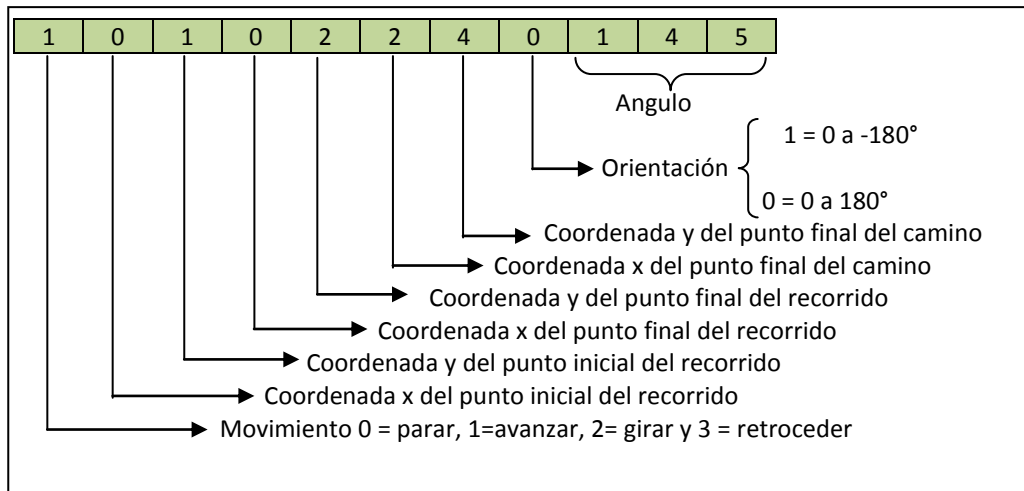 1 0 1 0 2 2 4 0 1 4 5
Angulo
1 = 0 a -180°
Orientación
0 = 0 a 180°
Coordenada y del punto final del camino
Coordenada x del punto final del camino
Coordenada y del punto final del recorrido
Coordenada x del punto final del recorrido
Coordenada y del punto inicial del recorrido
Coordenada x del punto inicial del recorrido
Movimiento 0 = parar, 1=avanzar, 2= girar y 3 = retroceder